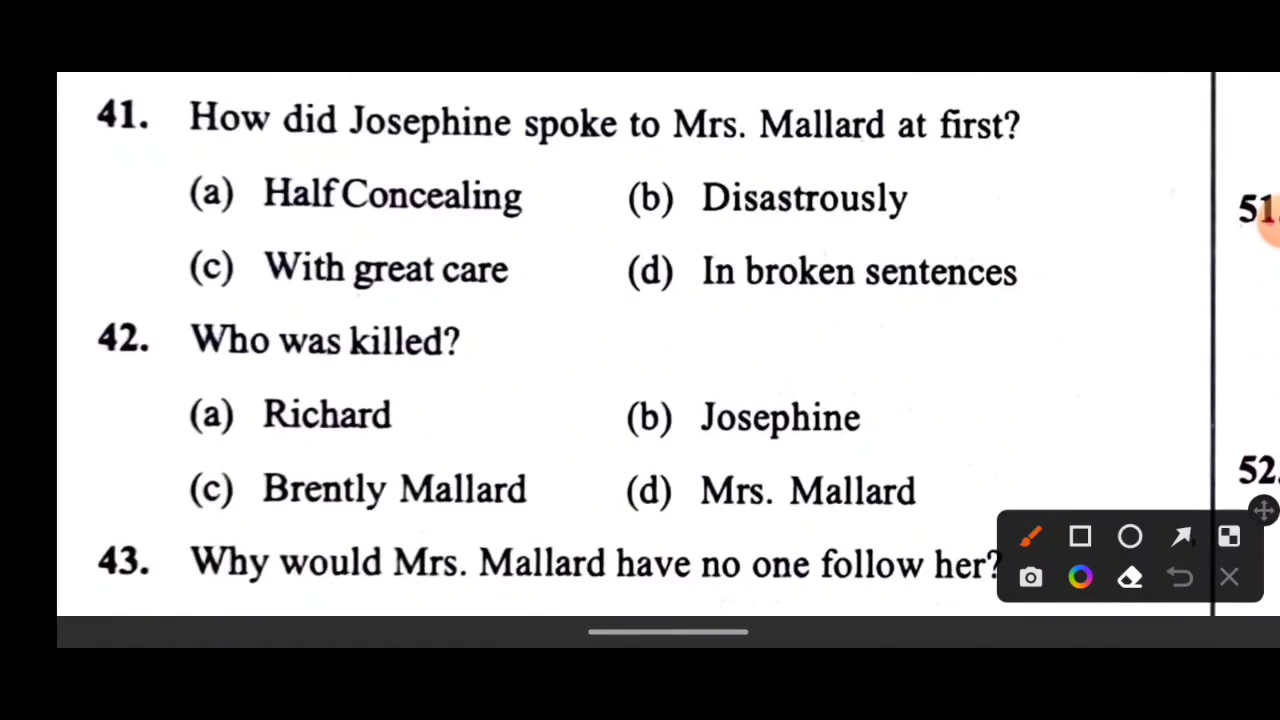 41. How did Josephine spoke to Mrs. Mallard at first?
(a) Half Concealing (b) Disastrously
(c) With great care (d) In broken sentences
42. Who was killed?
(a) Richard (b) Josephine
(c) Brently Mallard (d) Mrs. Mallard
43. Why would Mrs. Mallard have no one follow her?
51.
52.